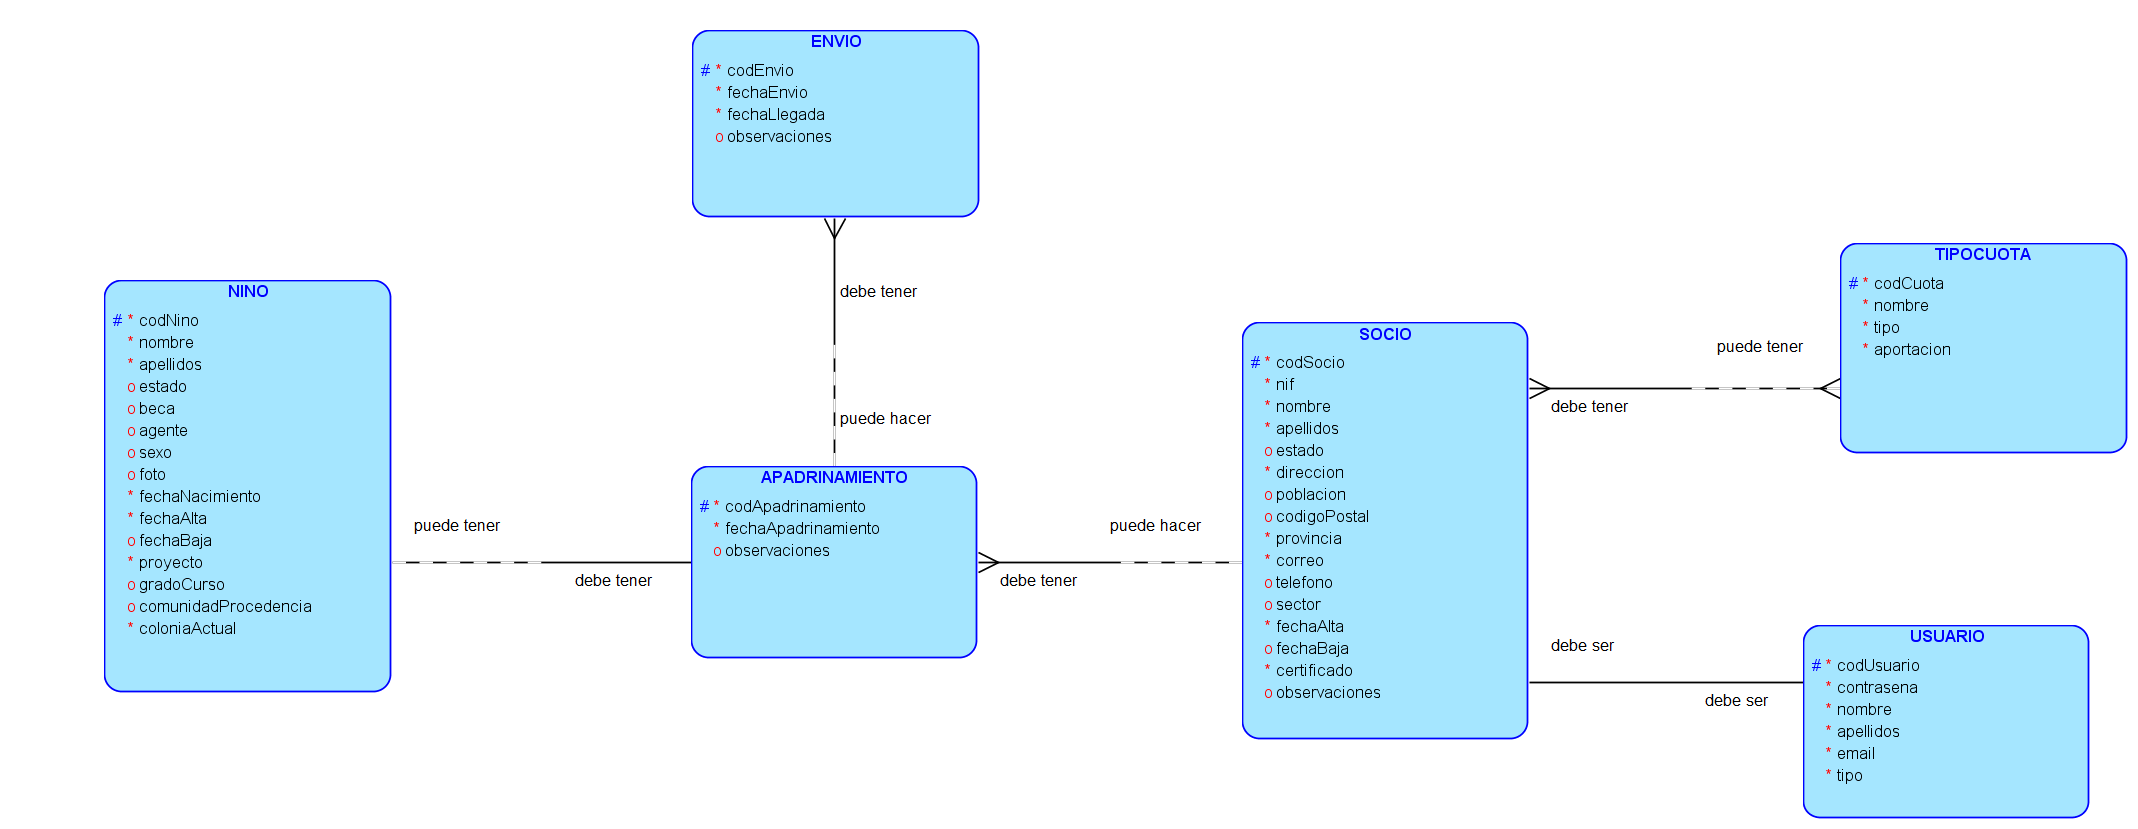 ENVIO
# * codEnvio
* fechaEnvio
* fechaLlegada
o observaciones
debe tener
puede hacer
NINO
# * codNino
* nombre
* apellidos
o estado
o beca
o agente
o sexo
o foto
* fechaNacimiento
* fechaAlta
o fechaBaja
* proyecto
o gradoCurso
o comunidadProcedencia
* coloniaActual
puede tener
debe tener
APADRINAMIENTO
# * codApadrinamiento
* fechaApadrinamiento
o observaciones
puede hacer
debe tener
SOCIO
# * codSocio
* nif
* nombre
* apellidos
o estado
* direccion
o poblacion
o codigoPostal
* provincia
* correo
o telefono
o sector
* fechaAlta
o fechaBaja
* certificado
o observaciones
puede tener
debe tener
TIPOCUOTA
# * codCuota
* nombre
* tipo
* aportacion
debe ser
debe ser
USUARIO
# * codUsuario
* contrasena
* nombre
* apellidos
* email
* tipo